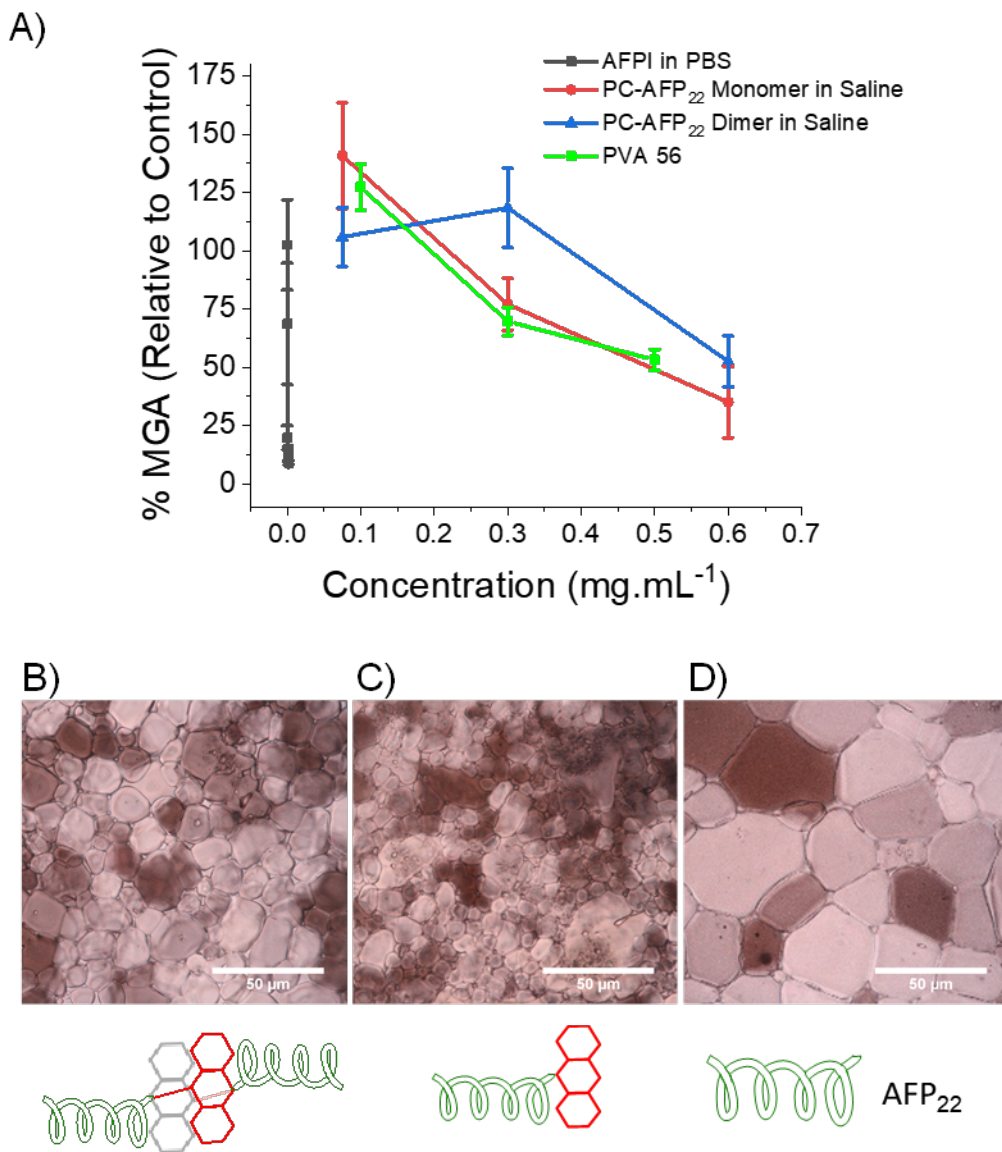 A)
AFPI in PBS
PC-AFP₂₂ Monomer in Saline
PC-AFP₂₂ Dimer in Saline
PVA 56
% MGA (Relative to Control)
175
150
125
100
75
50
25
0
0.0 0.1 0.2 0.3 0.4 0.5 0.6 0.7
Concentration (mg.mL⁻¹)
B) C) D)
50 µm 50 µm 50 µm
AFP₂₂